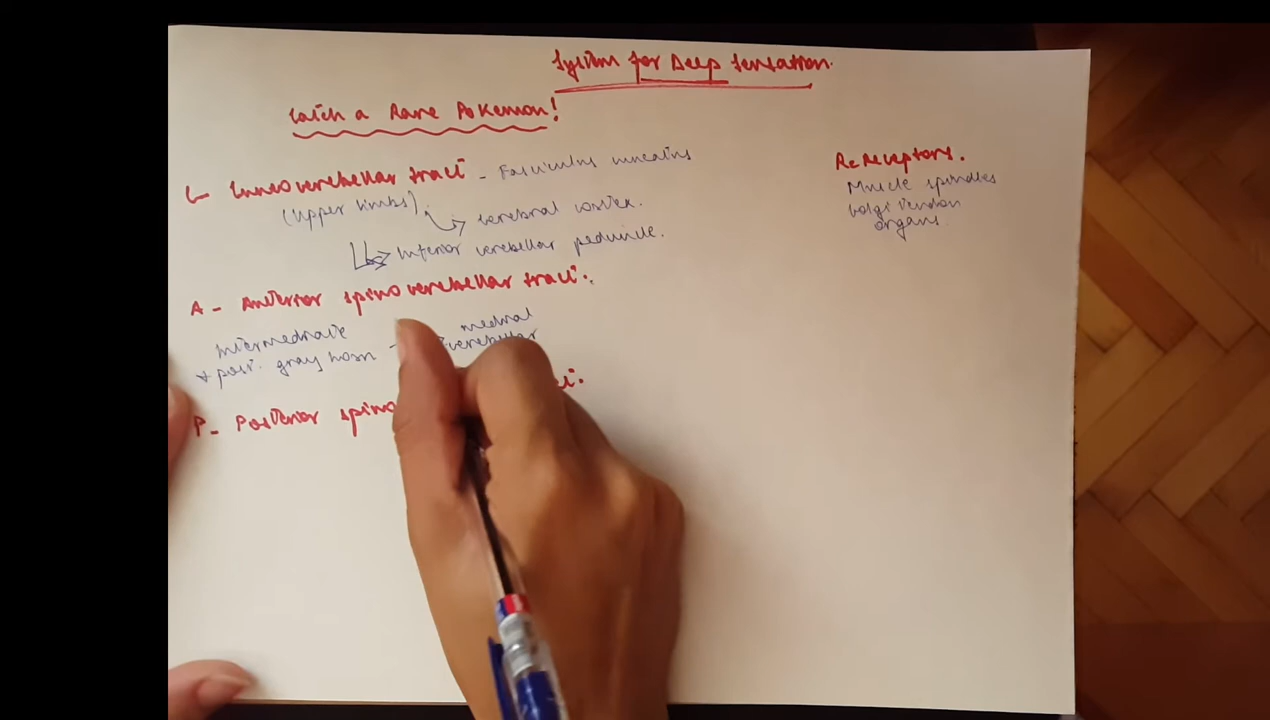 System for Deep Sensation.
Catch a Rare Pokemon!
C- Cuneocerebellar tract - Fasciculus cuneatus
(Upper limbs)
cerebral cortex.
Inferior cerebellar peduncle.
A- Anterior spinocerebellar tract.
Intermediate
+ post. gray horn -
medial
cerebellar
P- Posterior spino
Receptors.
Muscle spindles
Golgi tendon
organs